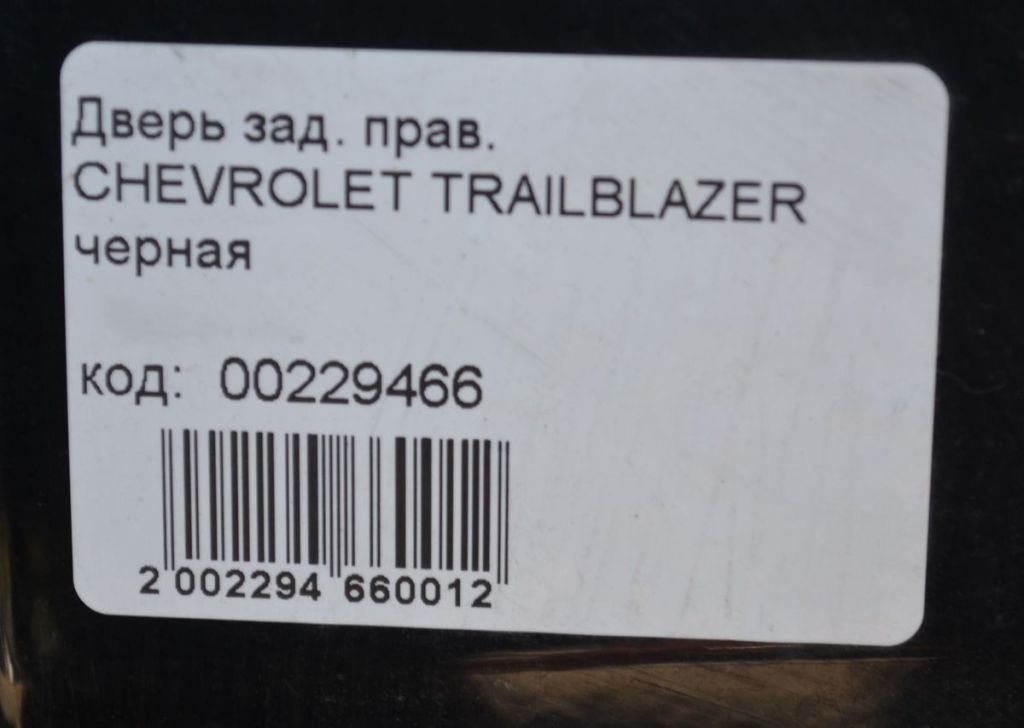 Дверь зад. прав.
CHEVROLET TRAILBLAZER
черная
код: 00229466
2 002294 660012